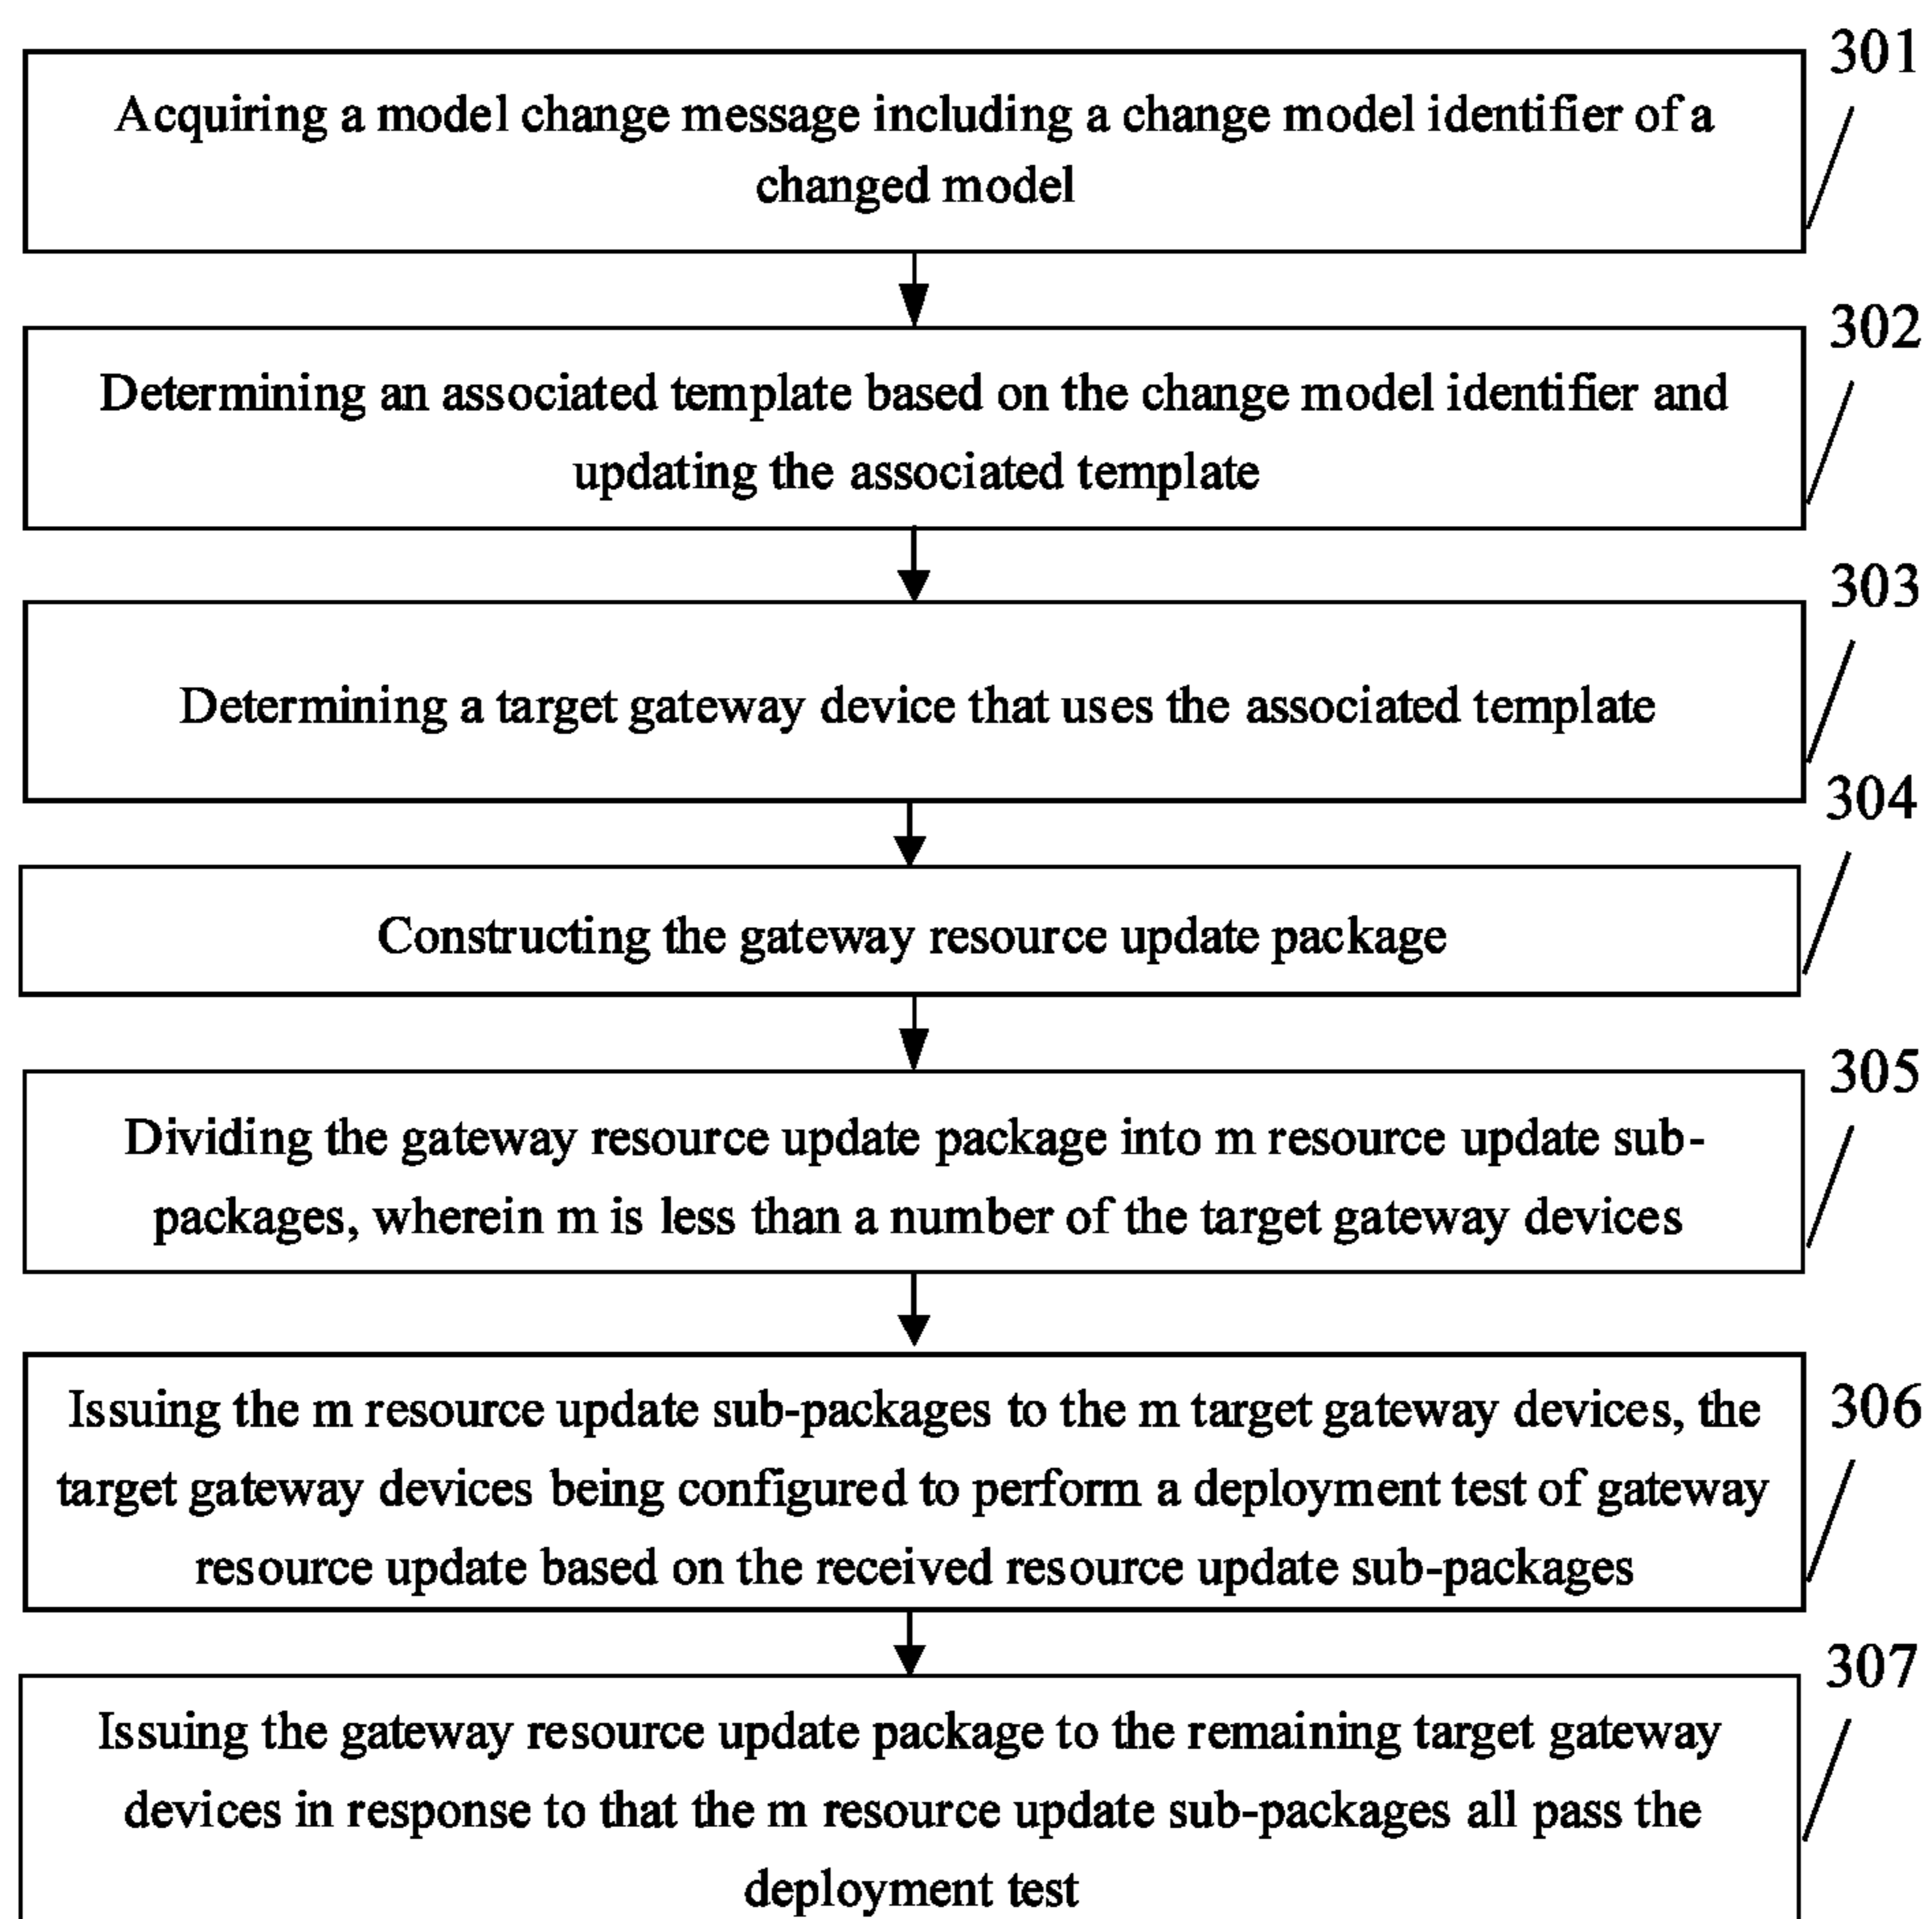 301
Acquiring a model change message including a change model identifier of a
changed model
302
Determining an associated template based on the change model identifier and
updating the associated template
303
Determining a target gateway device that uses the associated template
304
Constructing the gateway resource update package
305
Dividing the gateway resource update package into m resource update sub-
packages, wherein m is less than a number of the target gateway devices
306
Issuing the m resource update sub-packages to the m target gateway devices, the
target gateway devices being configured to perform a deployment test of gateway
resource update based on the received resource update sub-packages
307
Issuing the gateway resource update package to the remaining target gateway
devices in response to that the m resource update sub-packages all pass the
deployment test